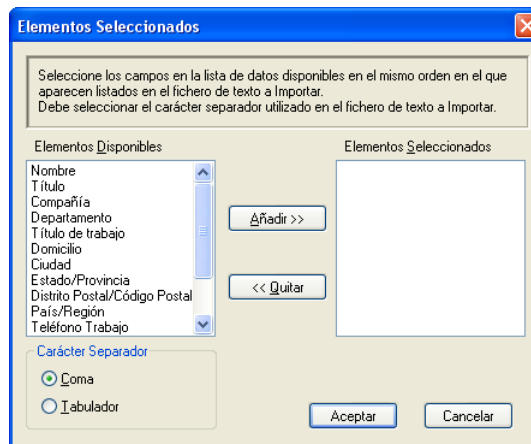 Elementos Seleccionados
Seleccione los campos en la lista de datos disponibles en el mismo orden en el que
aparecen listados en el fichero de texto a Importar.
Debe seleccionar el carácter separador utilizado en el fichero de texto a Importar.
Elementos Disponibles
Elementos Seleccionados
Nombre
Título
Compañía
Departamento
Título de trabajo
Domicilio
Ciudad
Estado/Provincia
Distrito Postal/Código Postal
País/Región
Teléfono Trabajo
Añadir >>
<< Quitar
Carácter Separador
Coma
Tabulador
Aceptar
Cancelar